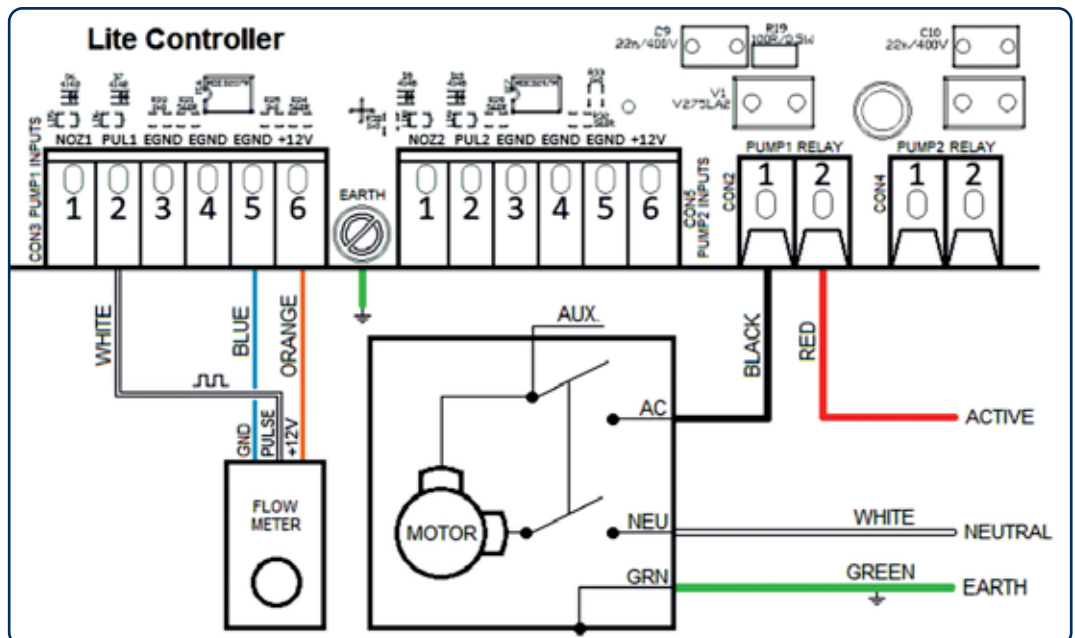 Lite Controller
C9
22n/400V
R19
100R/0.5W
C10
22n/400V
V1
V275LA2
NOZ1 PUL1 EGND EGND EGND +12V
NOZ2 PUL2 EGND EGND EGND +12V
PUMP1 RELAY
PUMP2 RELAY
CON3 PUMP1 INPUTS
1 2 3 4 5 6
EARTH
1 2 3 4 5 6
CON5
PUMP2 INPUTS
CON2
1 2
CON4
1 2
WHITE
BLUE
ORANGE
AUX.
BLACK
RED
GND
PULSE
+12V
AC
ACTIVE
FLOW
METER
MOTOR
NEU
WHITE
NEUTRAL
GRN
GREEN
EARTH